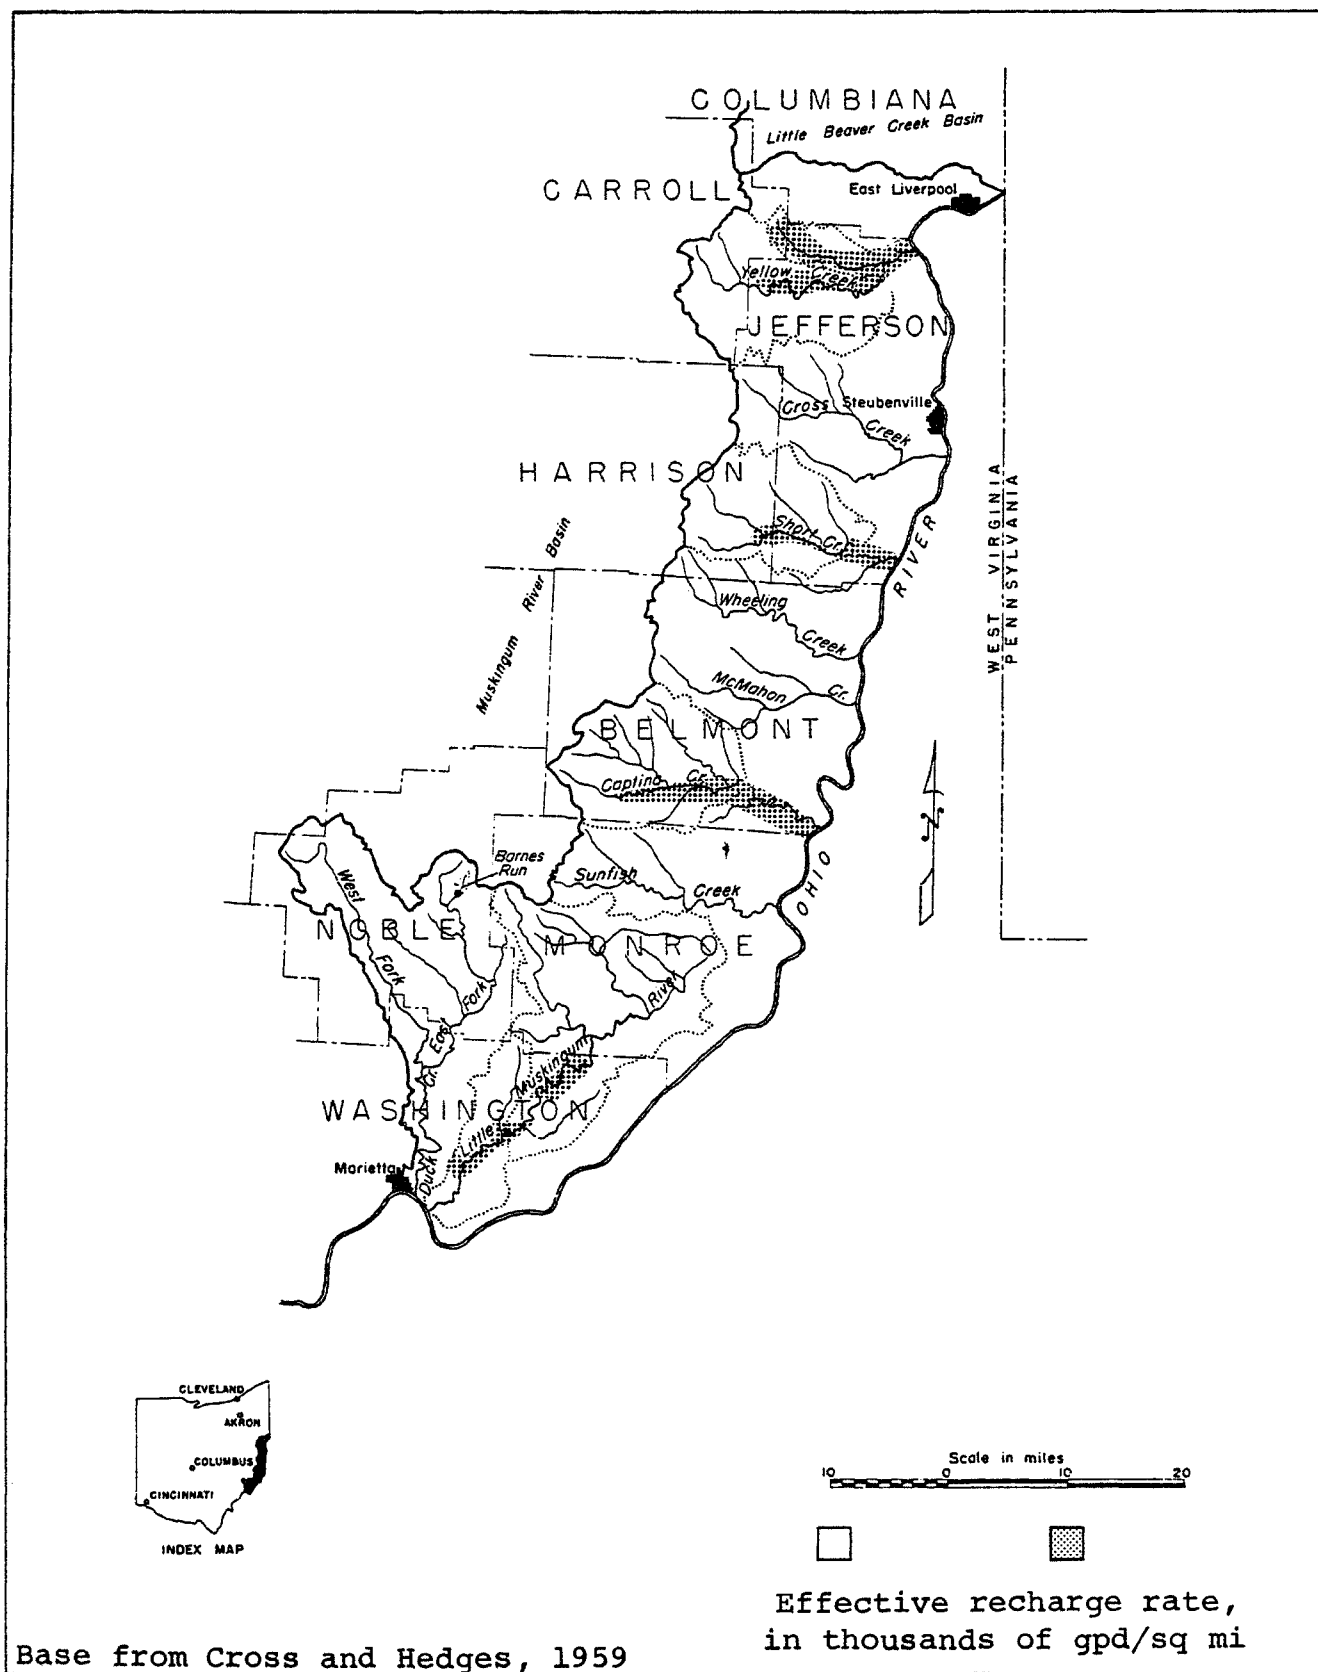 COLUMBIANA
Little Beaver Creek Basin
CARROLL
East Liverpool
Yellow Creek
JEFFERSON
Cross Creek
Steubenville
HARRISON
Short Cr.
RIVER
WEST VIRGINIA
PENNSYLVANIA
Muskingum River Basin
Wheeling Creek
McMahon Cr.
BELMONT
Captina Cr.
Barnes
Run
Sunfish Creek
OHIO
N
West Fork
NOBLE
MONROE
East Fork
Little Muskingum River
WASHINGTON
Duck Cr.
Marietta
CLEVELAND
AKRON
COLUMBUS
CINCINNATI
INDEX MAP
Scale in miles
10 0 10 20
Effective recharge rate,
in thousands of gpd/sq mi
Base from Cross and Hedges, 1959